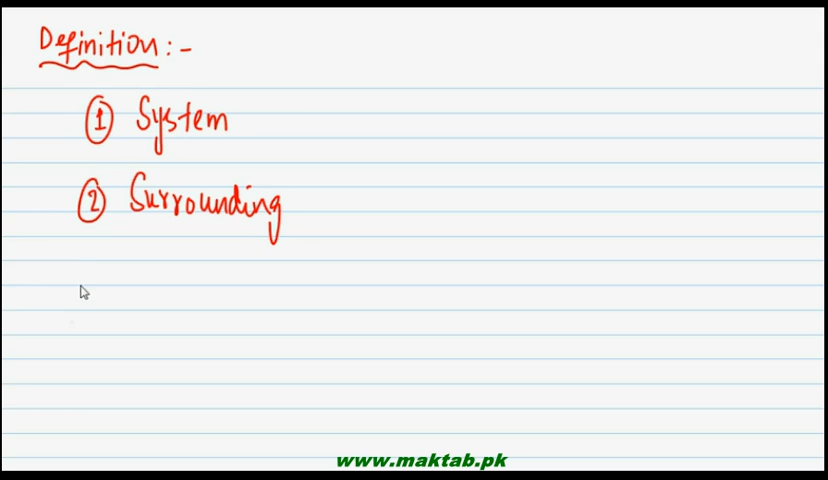 Definition:-
① System
② Surrounding
www.maktab.pk